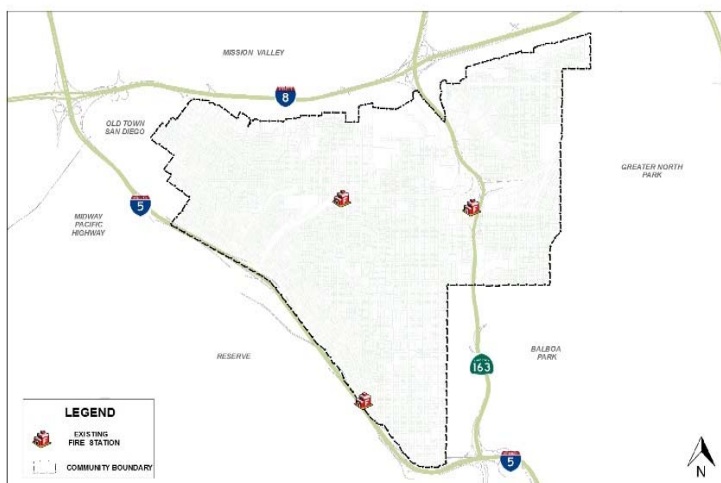 MISSION VALLEY
8
OLD TOWN
SAN DIEGO
GREATER NORTH
PARK
5
MIDWAY
PACIFIC
HIGHWAY
RESERVE
BALBOA
PARK
163
LEGEND
EXISTING
FIRE STATION
COMMUNITY BOUNDARY
5
N